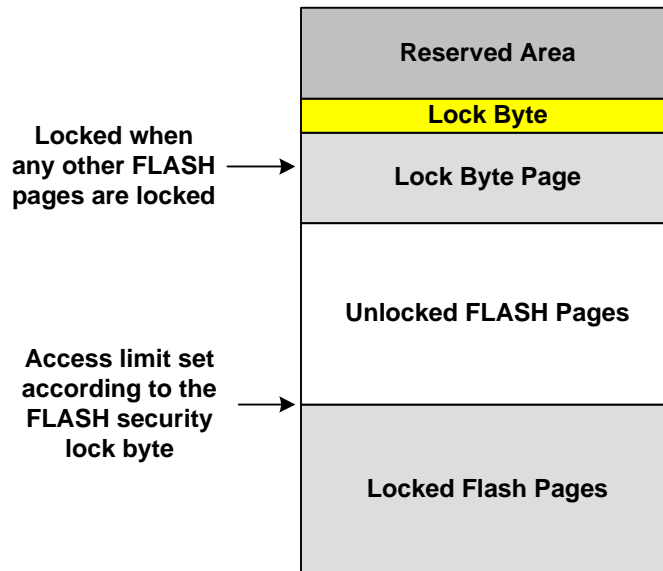 Reserved Area
Lock Byte
Locked when
any other FLASH
pages are locked
Lock Byte Page
Unlocked FLASH Pages
Access limit set
according to the
FLASH security
lock byte
Locked Flash Pages